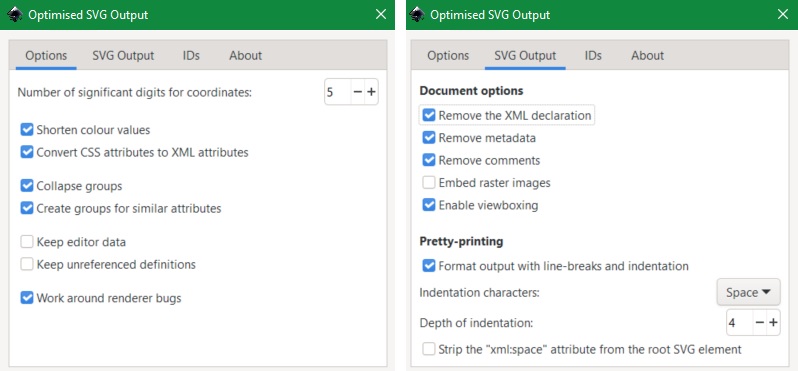 Optimised SVG Output
Options SVG Output IDs About
Number of significant digits for coordinates: 5 − +
Shorten colour values
Convert CSS attributes to XML attributes
Collapse groups
Create groups for similar attributes
Keep editor data
Keep unreferenced definitions
Work around renderer bugs
Optimised SVG Output
Options SVG Output IDs About
Document options
Remove the XML declaration
Remove metadata
Remove comments
Embed raster images
Enable viewboxing
Pretty-printing
Format output with line-breaks and indentation
Indentation characters: Space
Depth of indentation: 4 − +
Strip the "xml:space" attribute from the root SVG element